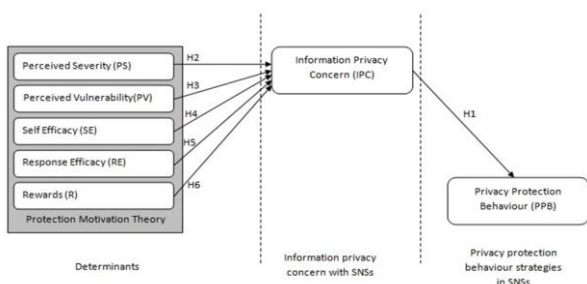 Perceived Severity (PS)
H2
Perceived Vulnerability(PV)
H3
Self Efficacy (SE)
H4
Response Efficacy (RE)
H5
Rewards (R)
H6
Protection Motivation Theory
Information Privacy
Concern (IPC)
H1
Privacy Protection
Behaviour (PPB)
Determinants
Information privacy
concern with SNSs
Privacy protection
behaviour strategies
in SNSs